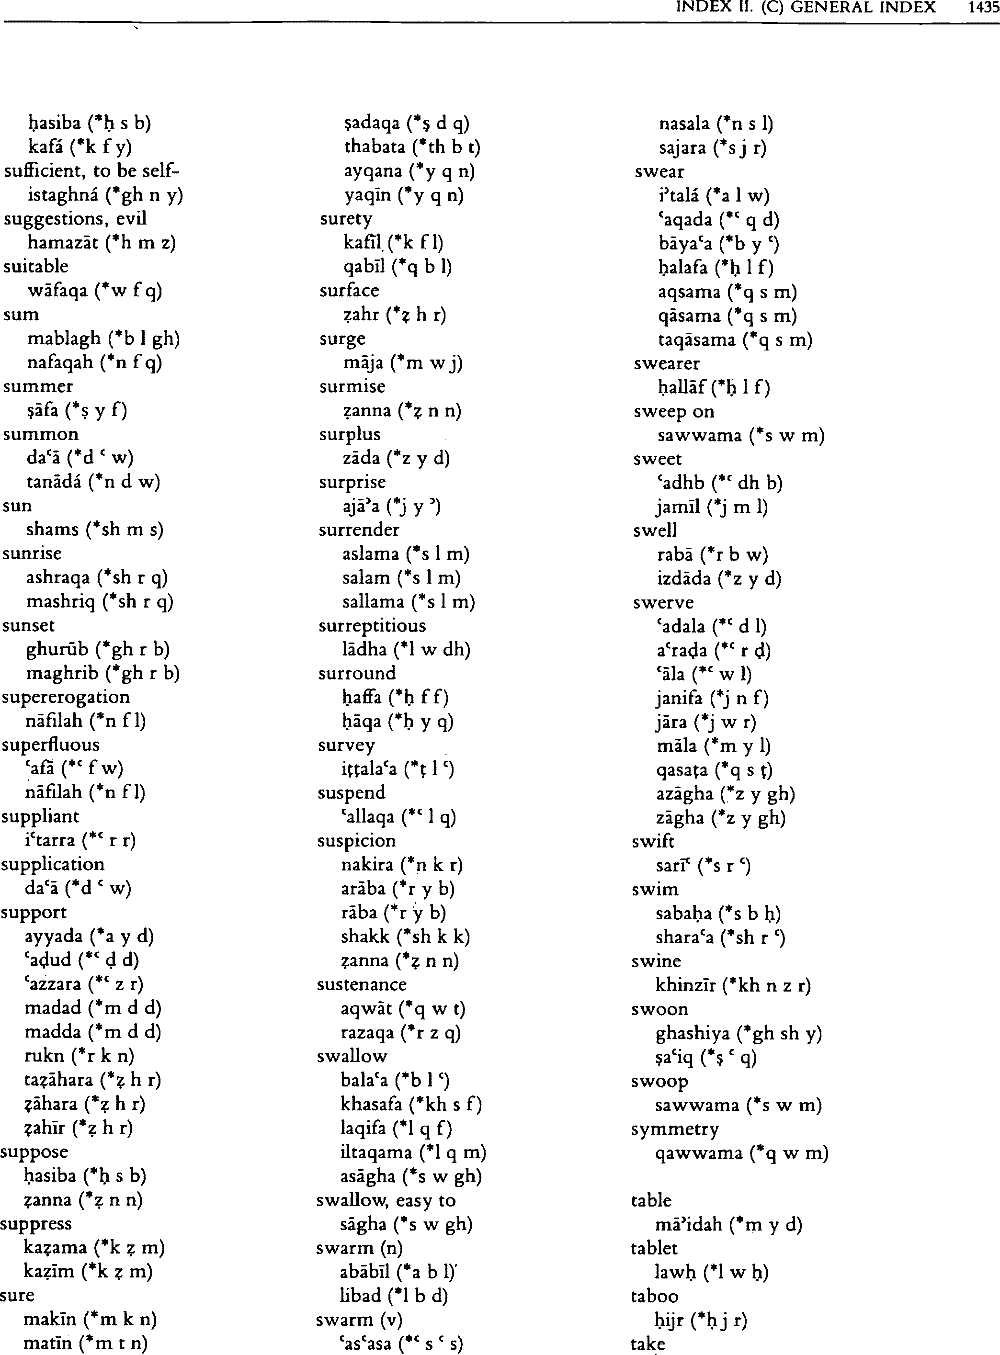 INDEX II. (C) GENERAL INDEX 1435
ḥasiba (*ḥ s b)
kafá (*k f y)
sufficient, to be self-
istaghná (*gh n y)
suggestions, evil
hamazāt (*h m z)
suitable
wāfaqa (*w f q)
sum
mablagh (*b l gh)
nafaqah (*n f q)
summer
ṣāfa (*ṣ y f)
summon
daʿā (*d ʿ w)
tanādá (*n d w)
sun
shams (*sh m s)
sunrise
ashraqa (*sh r q)
mashriq (*sh r q)
sunset
ghurūb (*gh r b)
maghrib (*gh r b)
supererogation
nāfilah (*n f l)
superfluous
ʿafā (*ʿ f w)
nāfilah (*n f l)
suppliant
iʿtarra (*ʿ r r)
supplication
daʿā (*d ʿ w)
support
ayyada (*a y d)
ʿaḍud (*ʿ ḍ d)
ʿazzara (*ʿ z r)
madad (*m d d)
madda (*m d d)
rukn (*r k n)
taẓāhara (*ẓ h r)
ẓāhara (*ẓ h r)
ẓahīr (*ẓ h r)
suppose
ḥasiba (*ḥ s b)
ẓanna (*ẓ n n)
suppress
kaẓama (*k ẓ m)
kaẓīm (*k ẓ m)
sure
makīn (*m k n)
matīn (*m t n)
ṣadaqa (*ṣ d q)
thabata (*th b t)
ayqana (*y q n)
yaqīn (*y q n)
surety
kafīl (*k f l)
qabīl (*q b l)
surface
ẓahr (*ẓ h r)
surge
māja (*m w j)
surmise
ẓanna (*ẓ n n)
surplus
zāda (*z y d)
surprise
ajāʾa (*j y ʾ)
surrender
aslama (*s l m)
salam (*s l m)
sallama (*s l m)
surreptitious
lādha (*l w dh)
surround
ḥaffa (*ḥ f f)
ḥāqa (*ḥ y q)
survey
iṭṭalaʿa (*ṭ l ʿ)
suspend
ʿallaqa (*ʿ l q)
suspicion
nakira (*n k r)
arāba (*r y b)
rāba (*r y b)
shakk (*sh k k)
ẓanna (*ẓ n n)
sustenance
aqwāt (*q w t)
razaqa (*r z q)
swallow
balaʿa (*b l ʿ)
khasafa (*kh s f)
laqifa (*l q f)
iltaqama (*l q m)
asāgha (*s w gh)
swallow, easy to
sāgha (*s w gh)
swarm (n)
abābīl (*a b l)
libad (*l b d)
swarm (v)
ʿasʿasa (*ʿ s ʿ s)
nasala (*n s l)
sajara (*s j r)
swear
iʾtalá (*a l w)
ʿaqada (*ʿ q d)
bāyaʿa (*b y ʿ)
ḥalafa (*ḥ l f)
aqsama (*q s m)
qāsama (*q s m)
taqāsama (*q s m)
swearer
ḥallāf (*ḥ l f)
sweep on
sawwama (*s w m)
sweet
ʿadhb (*ʿ dh b)
jamīl (*j m l)
swell
rabā (*r b w)
izdāda (*z y d)
swerve
ʿadala (*ʿ d l)
aʿraḍa (*ʿ r ḍ)
ʿāla (*ʿ w l)
janifa (*j n f)
jāra (*j w r)
māla (*m y l)
qasaṭa (*q s ṭ)
azāgha (*z y gh)
zāgha (*z y gh)
swift
sarīʿ (*s r ʿ)
swim
sabaḥa (*s b ḥ)
sharaʿa (*sh r ʿ)
swine
khinzīr (*kh n z r)
swoon
ghashiya (*gh sh y)
ṣaʿiq (*ṣ ʿ q)
swoop
sawwama (*s w m)
symmetry
qawwama (*q w m)
table
māʾidah (*m y d)
tablet
lawḥ (*l w ḥ)
taboo
ḥijr (*ḥ j r)
take